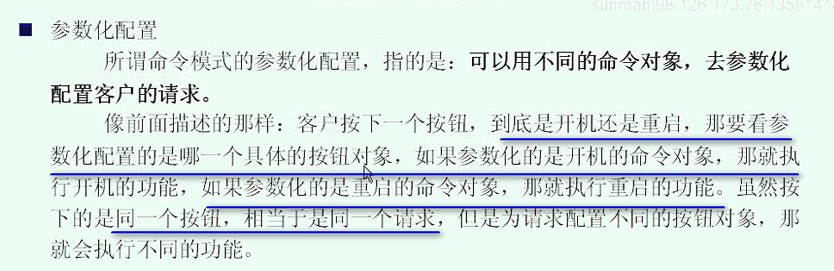 sunman|98,126,173.76,1358141
参数化配置
所谓命令模式的参数化配置，指的是：可以用不同的命令对象，去参数化
配置客户的请求。
像前面描述的那样：客户按下一个按钮，到底是开机还是重启，那要看参
数化配置的是哪一个具体的按钮对象，如果参数化的是开机的命令对象，那就执
行开机的功能，如果参数化的是重启的命令对象，那就执行重启的功能。虽然按
下的是同一个按钮，相当于是同一个请求，但是为请求配置不同的按钮对象，那
就会执行不同的功能。